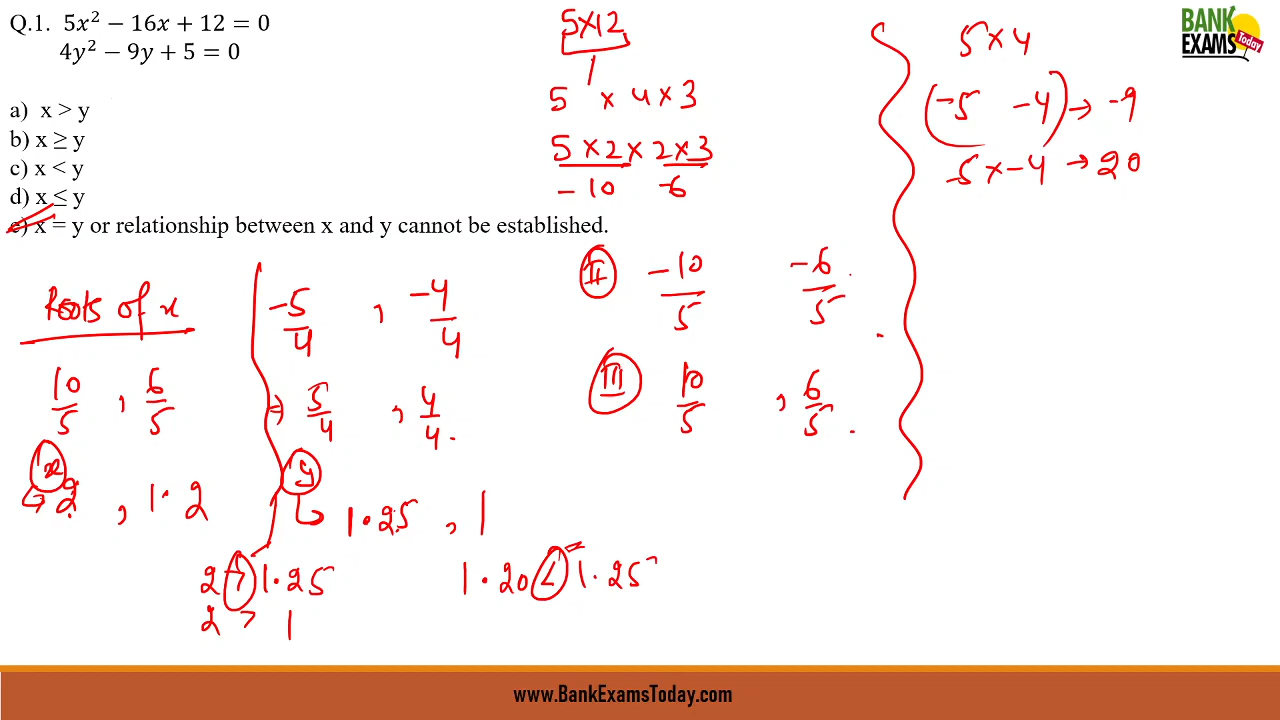 Q.1. 5x² − 16x + 12 = 0
4y² − 9y + 5 = 0
a) x > y
b) x ≥ y
c) x < y
d) x ≤ y
e) x = y or relationship between x and y cannot be established.
5×12
5 × 4 × 3
5 × 2 × 2 × 3
−10 −6
5×4
(−5 −4) → −9
−5 × −4 → 20
BANK
EXAMS Today
Roots of x
10/5 , 6/5
x
→ 2 , 1.2
−5/4 , −4/4
⇒ 5/4 , 4/4
y
1.25 , 1
2 > 1.25
2 > 1
1.20 < 1.25
II −10/5 −6/5
III 10/5 , 6/5
www.BankExamsToday.com